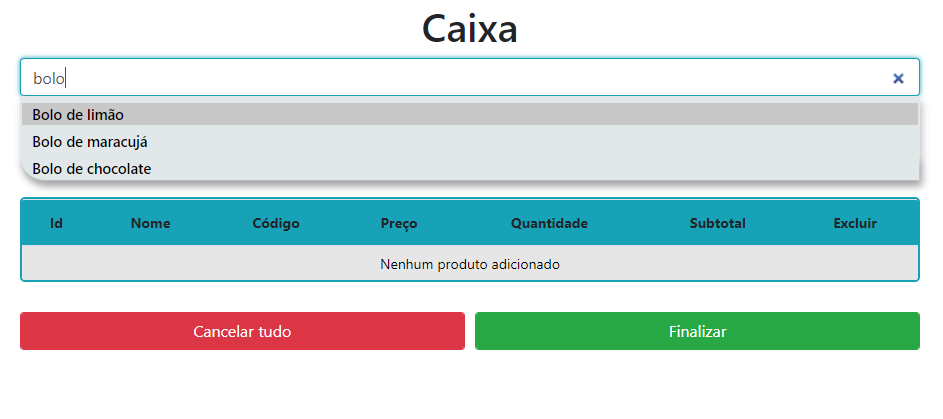 Caixa
bolo
Bolo de limão
Bolo de maracujá
Bolo de chocolate
Id Nome Código Preço Quantidade Subtotal Excluir
Nenhum produto adicionado
Cancelar tudo Finalizar